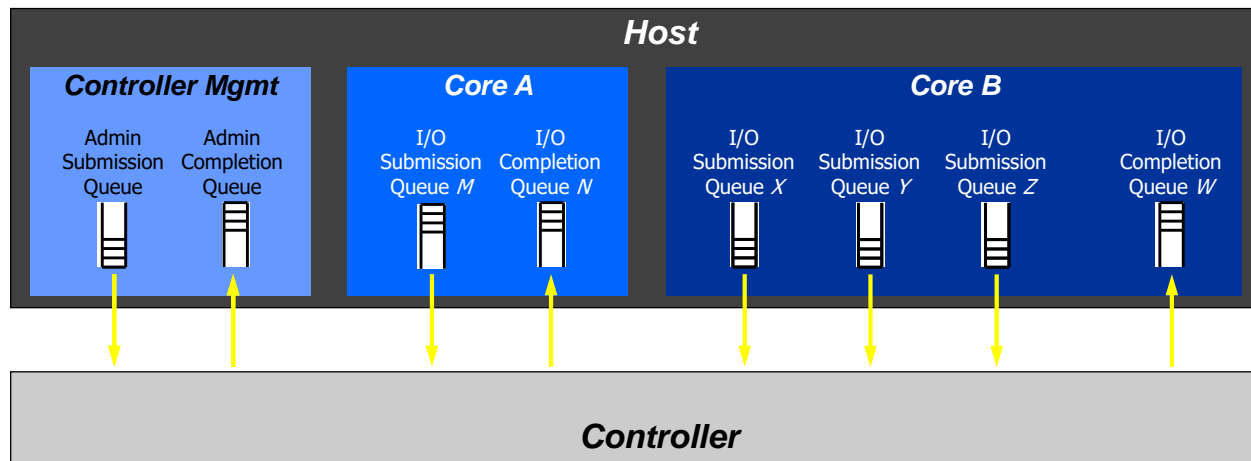 Host
Controller Mgmt
Admin
Submission
Queue
Admin
Completion
Queue
Core A
I/O
Submission
Queue M
I/O
Completion
Queue N
Core B
I/O
Submission
Queue X
I/O
Submission
Queue Y
I/O
Submission
Queue Z
I/O
Completion
Queue W
Controller